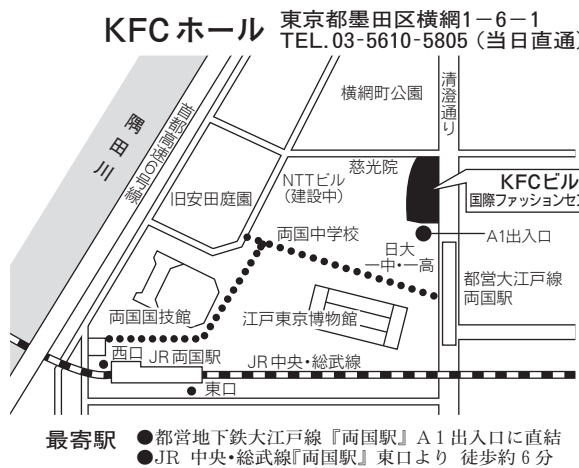 KFCホール
東京都墨田区横網1−6−1
TEL.03-5610-5805(当日直通)
清澄通り
横網町公園
隅田川
首都高速6号線
慈光院
NTTビル
(建設中)
旧安田庭園
KFCビル
国際ファッションセン
両国中学校
A1出入口
日大
一中・一高
都営大江戸線
両国駅
両国国技館
江戸東京博物館
西口
JR両国駅
JR中央・総武線
東口
最寄駅
●都営地下鉄大江戸線『両国駅』A1出入口に直結
●JR 中央・総武線『両国駅』東口より 徒歩約6分